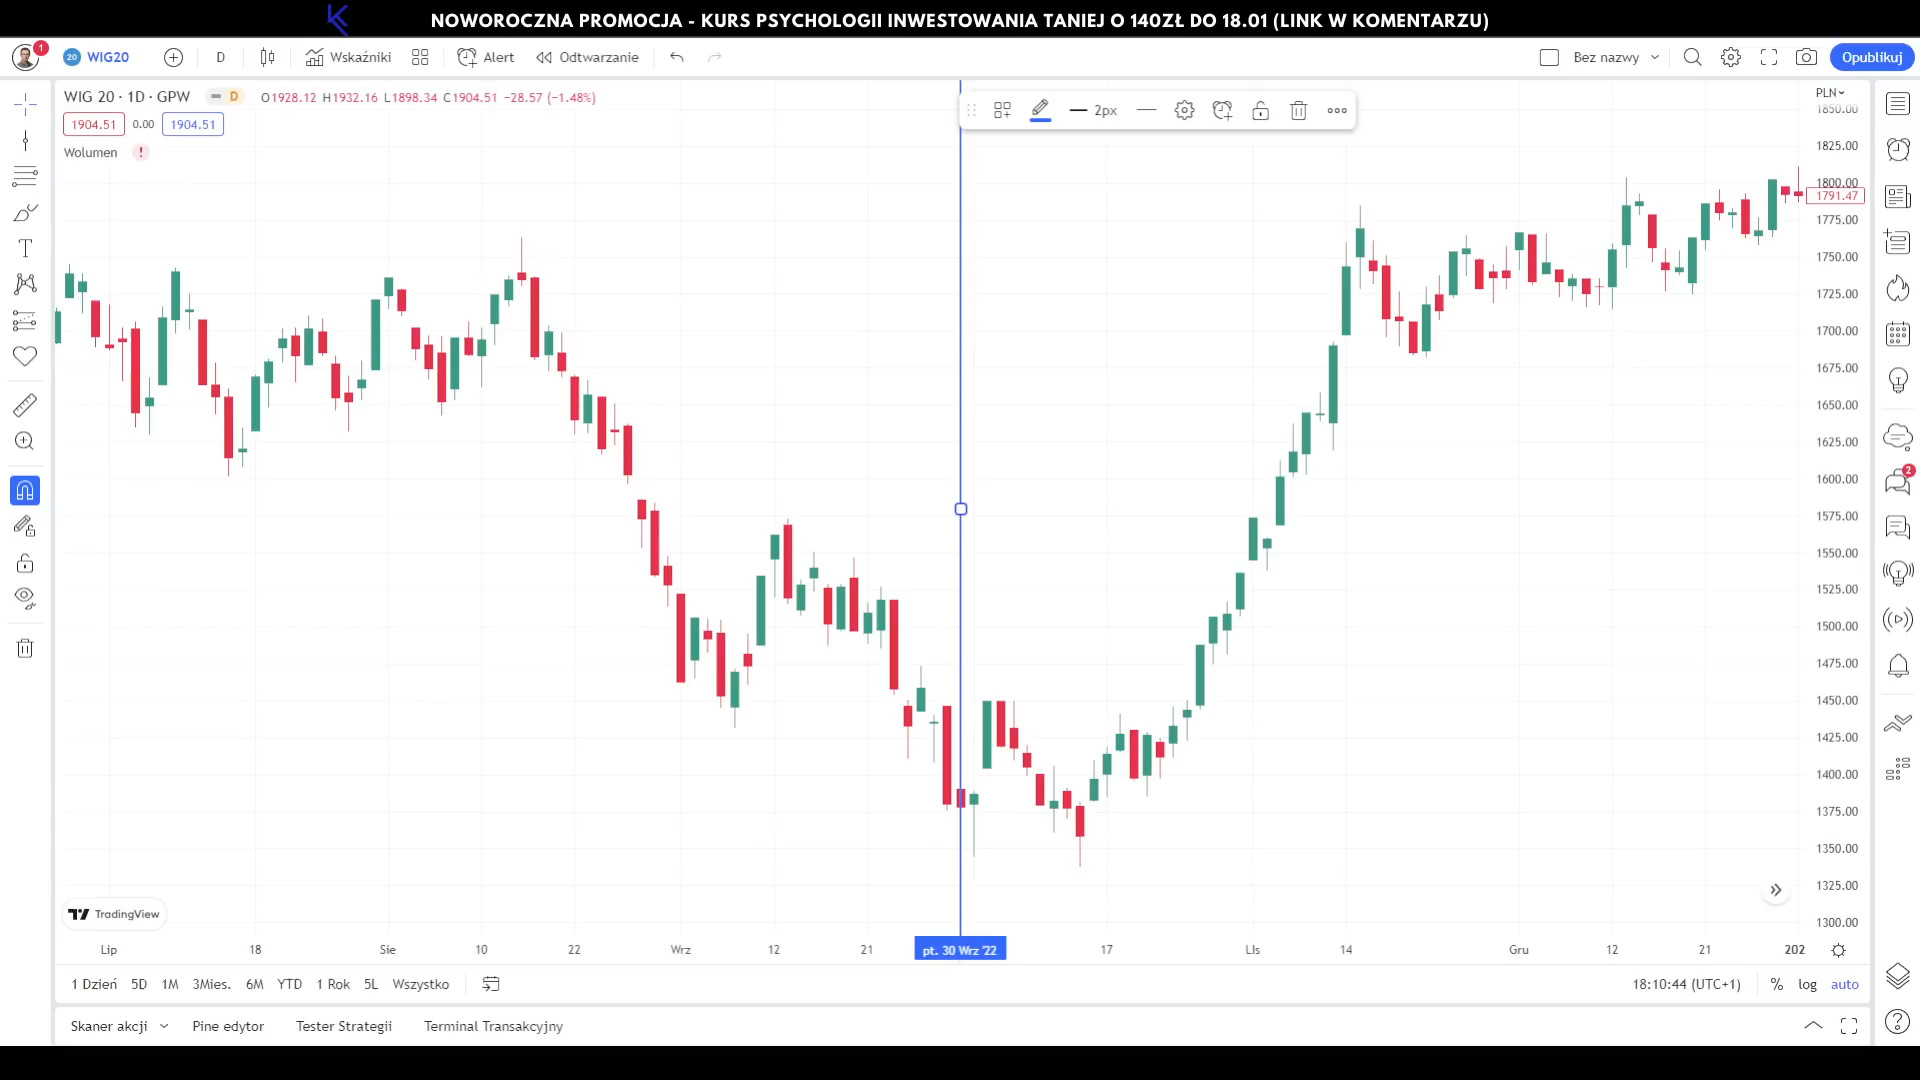 NOWOROCZNA PROMOCJA - KURS PSYCHOLOGII INWESTOWANIA TANIEJ O 140ZŁ DO 18.01 (LINK W KOMENTARZU)
1 20 WIG20 D Wskaźniki Alert Odtwarzanie Bez nazwy Opublikuj
WIG 20 · 1D · GPW D O1928.12 H1932.16 L1898.34 C1904.51 −28.57 (−1.48%)
1904.51 0.00 1904.51
Wolumen !
2px
PLN
1850.00
1825.00
1800.00
1791.47
1775.00
1750.00
1725.00
1700.00
1675.00
1650.00
1625.00
1600.00
1575.00
1550.00
1525.00
1500.00
1475.00
1450.00
1425.00
1400.00
1375.00
1350.00
1325.00
1300.00
2
TradingView
Lip 18 Sie 10 22 Wrz 12 21 pt. 30 Wrz '22 17 LIs 14 Gru 12 21 202
1 Dzień 5D 1M 3Mies. 6M YTD 1 Rok 5L Wszystko 18:10:44 (UTC+1) % log auto
Skaner akcji Pine edytor Tester Strategii Terminal Transakcyjny